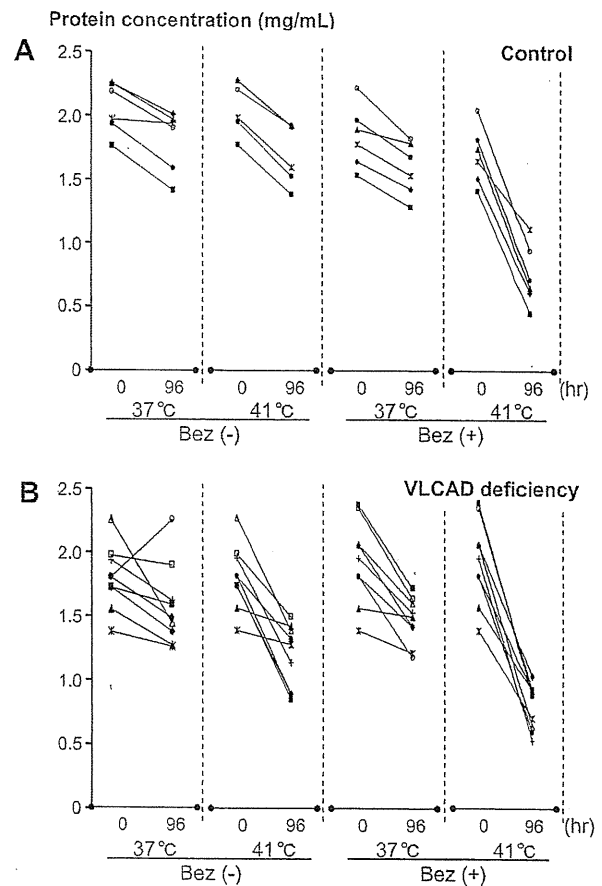 Protein concentration (mg/mL)
A
Control
2.5
2.0
1.5
1.0
0.5
0
0 96 0 96 0 96 0 96 (hr)
37°C 41°C 37°C 41°C
Bez (-) Bez (+)
B
VLCAD deficiency
2.5
2.0
1.5
1.0
0.5
0
0 96 0 96 0 96 0 96 (hr)
37°C 41°C 37°C 41°C
Bez (-) Bez (+)